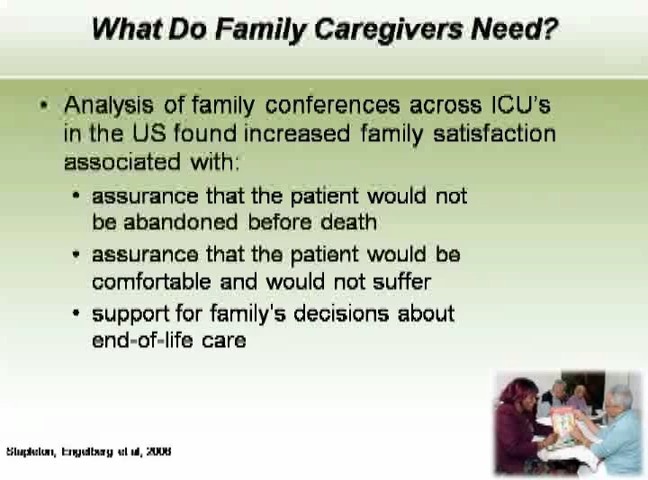 What Do Family Caregivers Need?
• Analysis of family conferences across ICU's
in the US found increased family satisfaction
associated with:
• assurance that the patient would not
be abandoned before death
• assurance that the patient would be
comfortable and would not suffer
• support for family's decisions about
end-of-life care
Stapleton, Engelberg et al, 2006